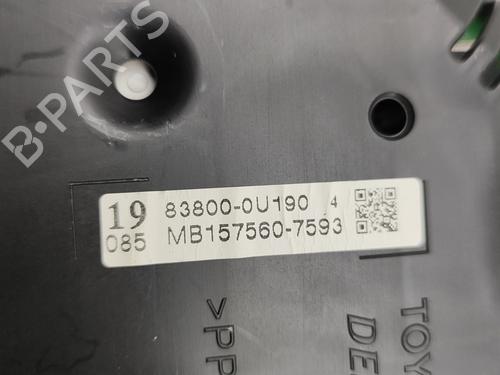 B-PARTS
19 83800-0U190 4
085 MB157560-7593
>PP
TOY
DE